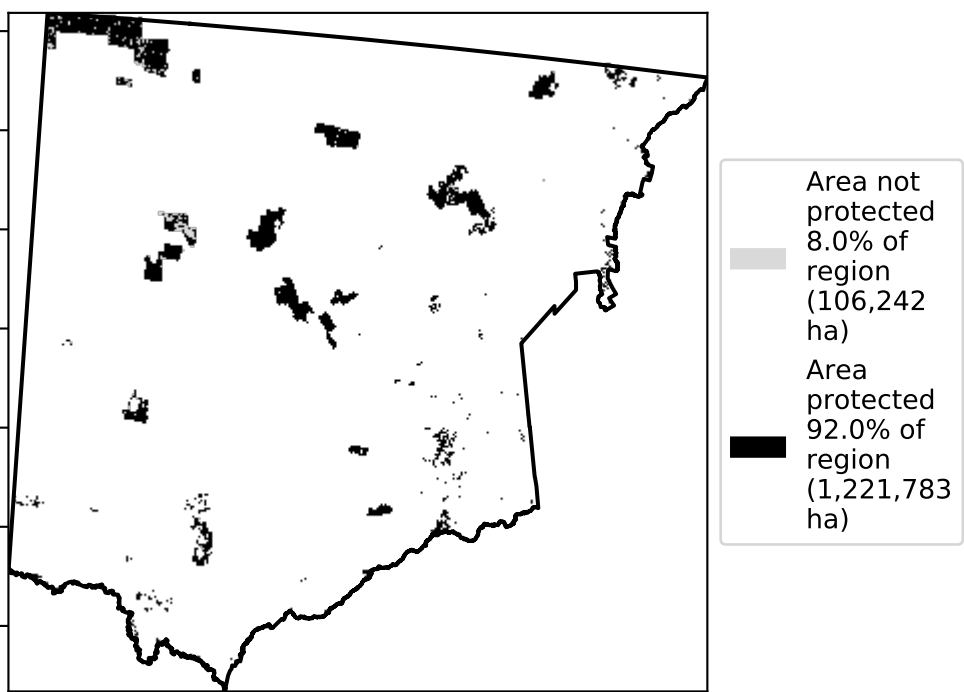 Area not
protected
8.0% of
region
(106,242
ha)
Area
protected
92.0% of
region
(1,221,783
ha)